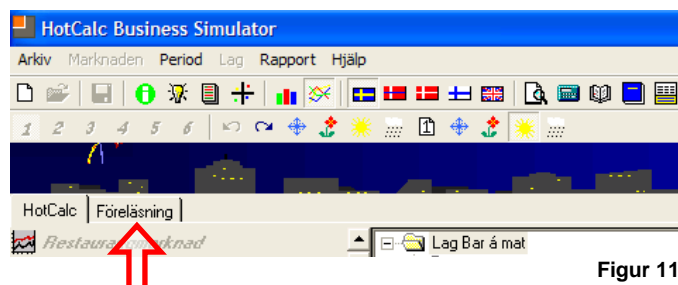 HotCalc Business Simulator
Arkiv Marknaden Period Lag Rapport Hjälp
1 2 3 4 5 6 1
HotCalc Föreläsning
Lag Bar á mat
Figur 11